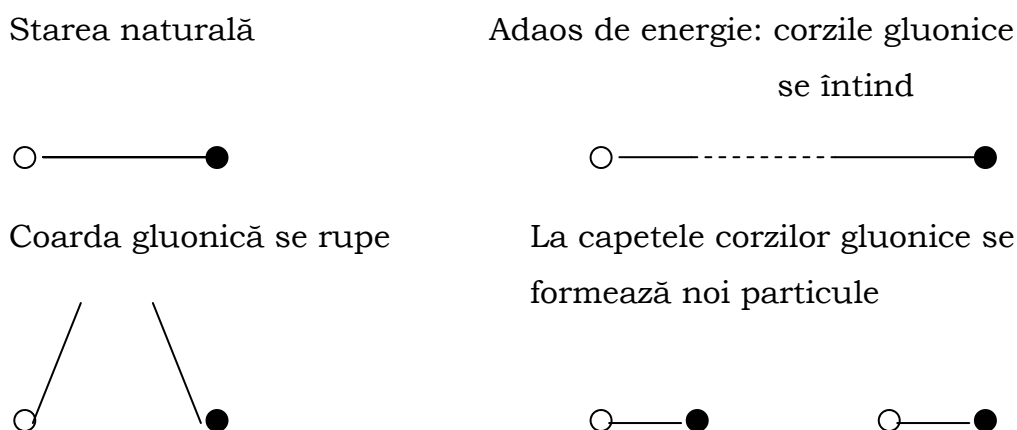 Starea naturală
Adaos de energie: corzile gluonice
se întind
Coarda gluonică se rupe
La capetele corzilor gluonice se
formează noi particule